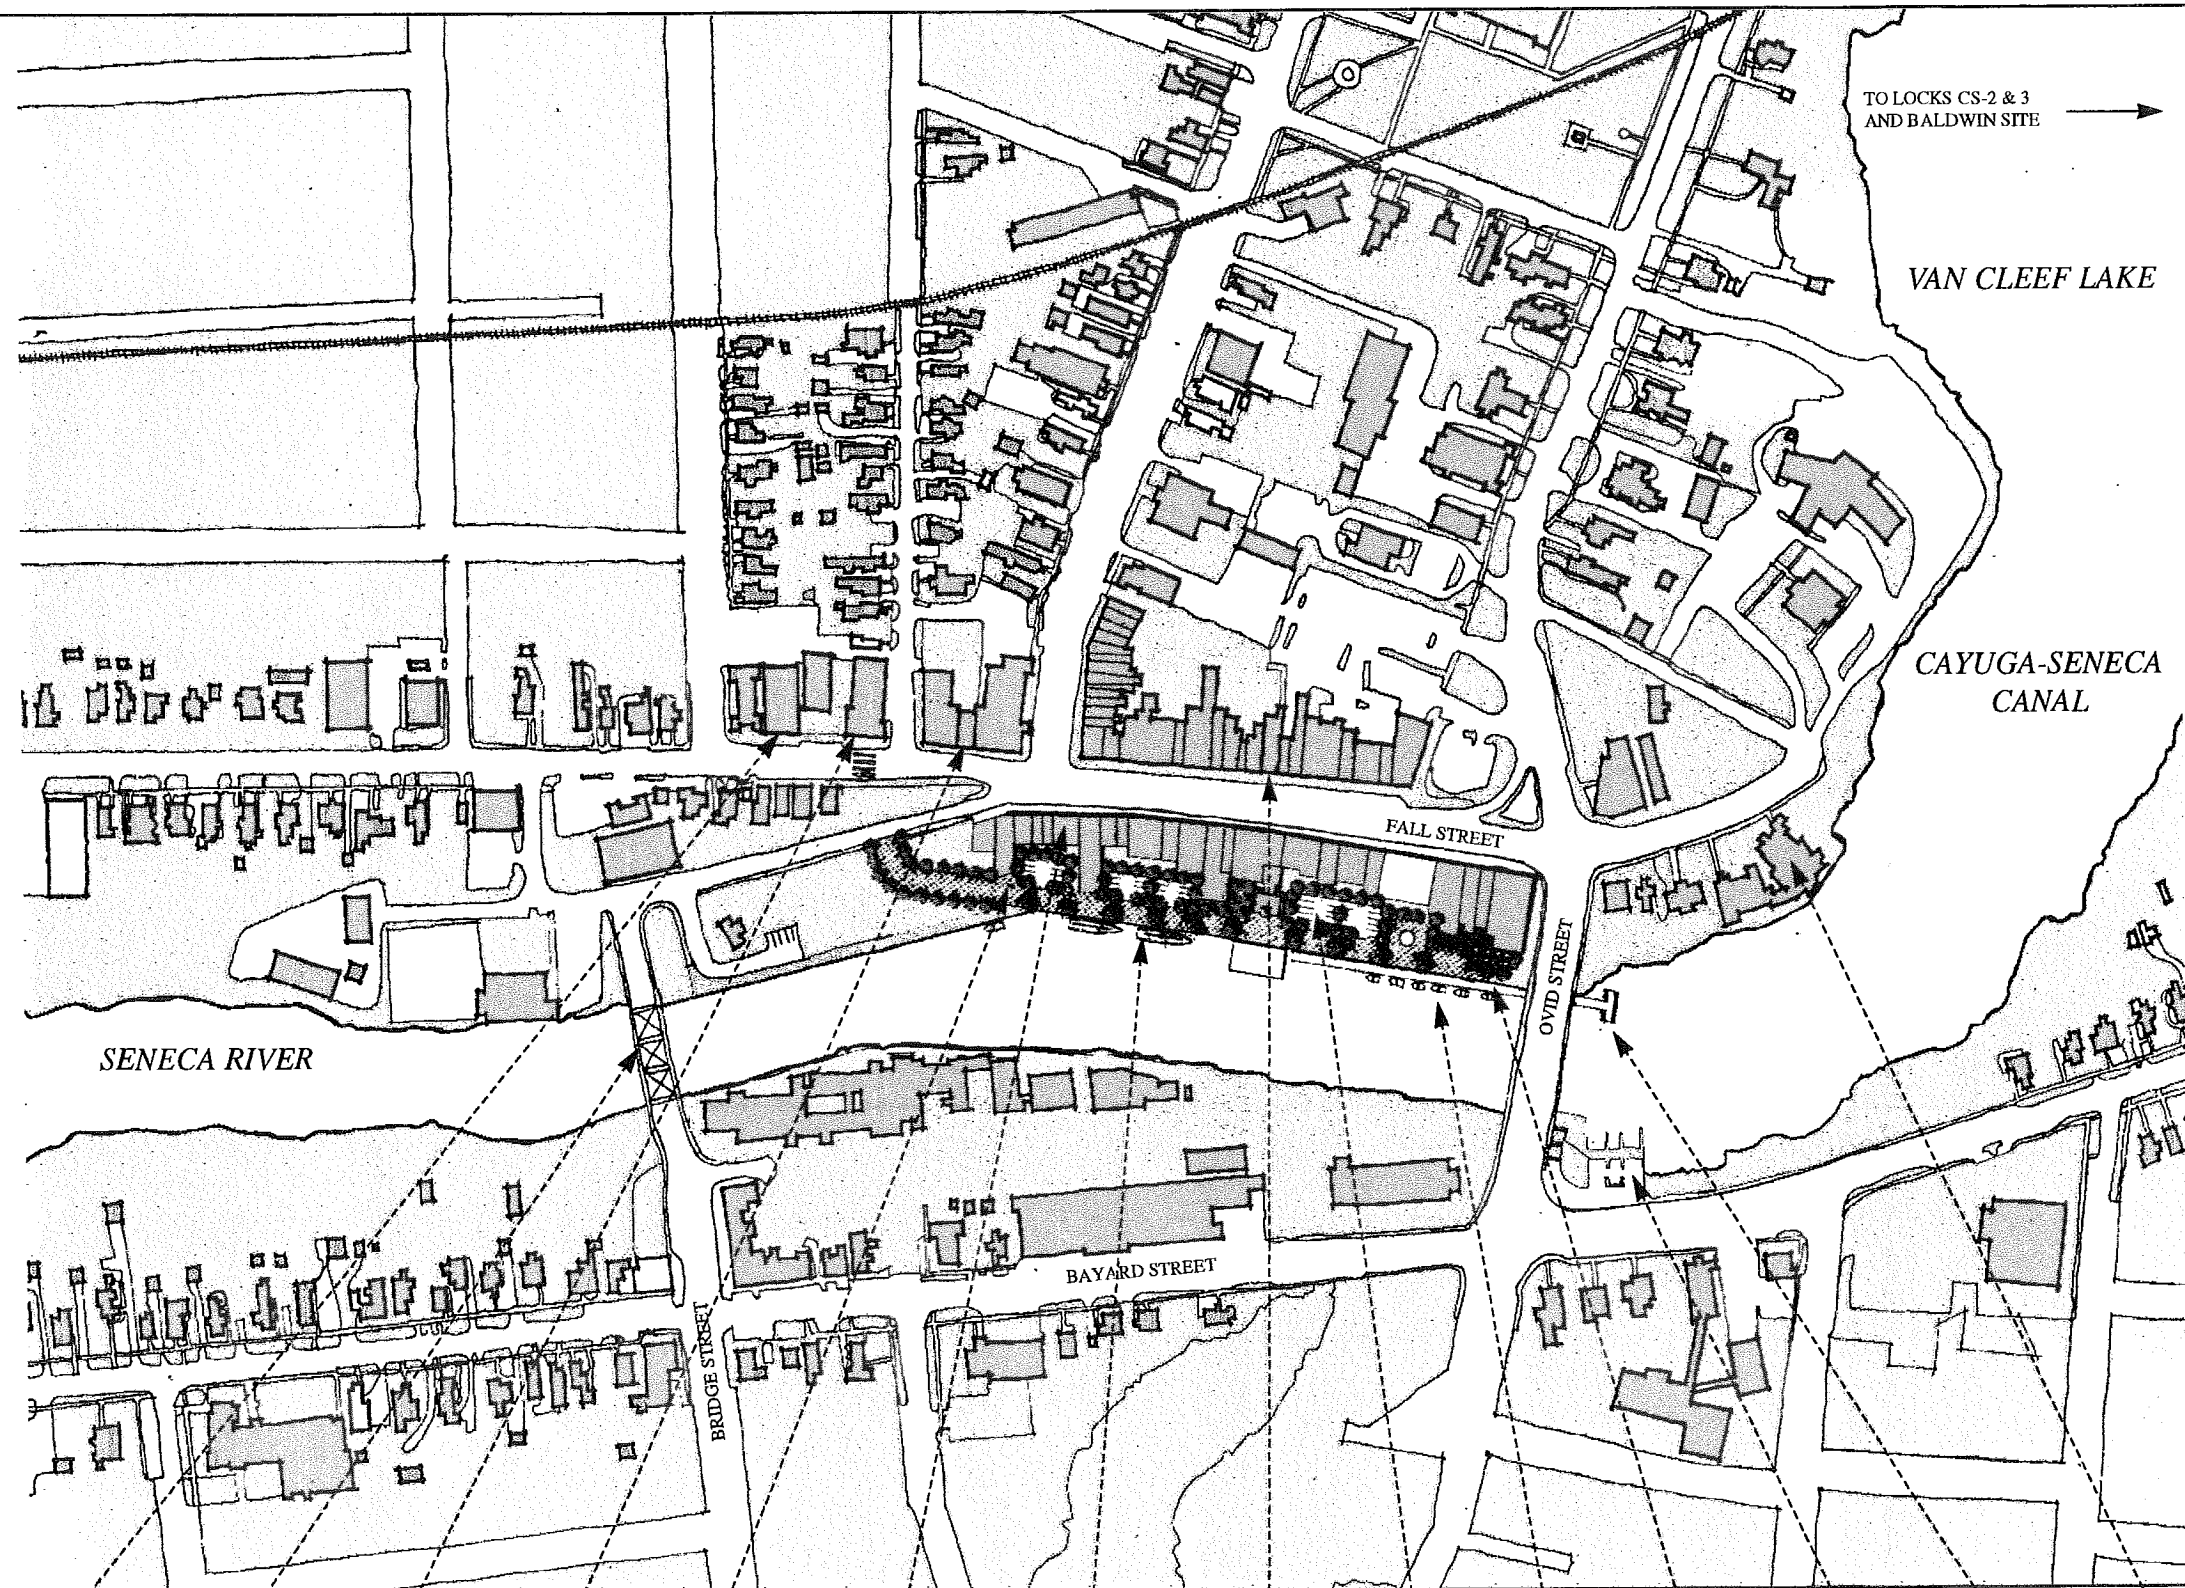 TO LOCKS CS-2 & 3
AND BALDWIN SITE
VAN CLEEF LAKE
CAYUGA-SENECA
CANAL
FALL STREET
OVID STREET
SENECA RIVER
BAYARD STREET
BRIDGE STREET